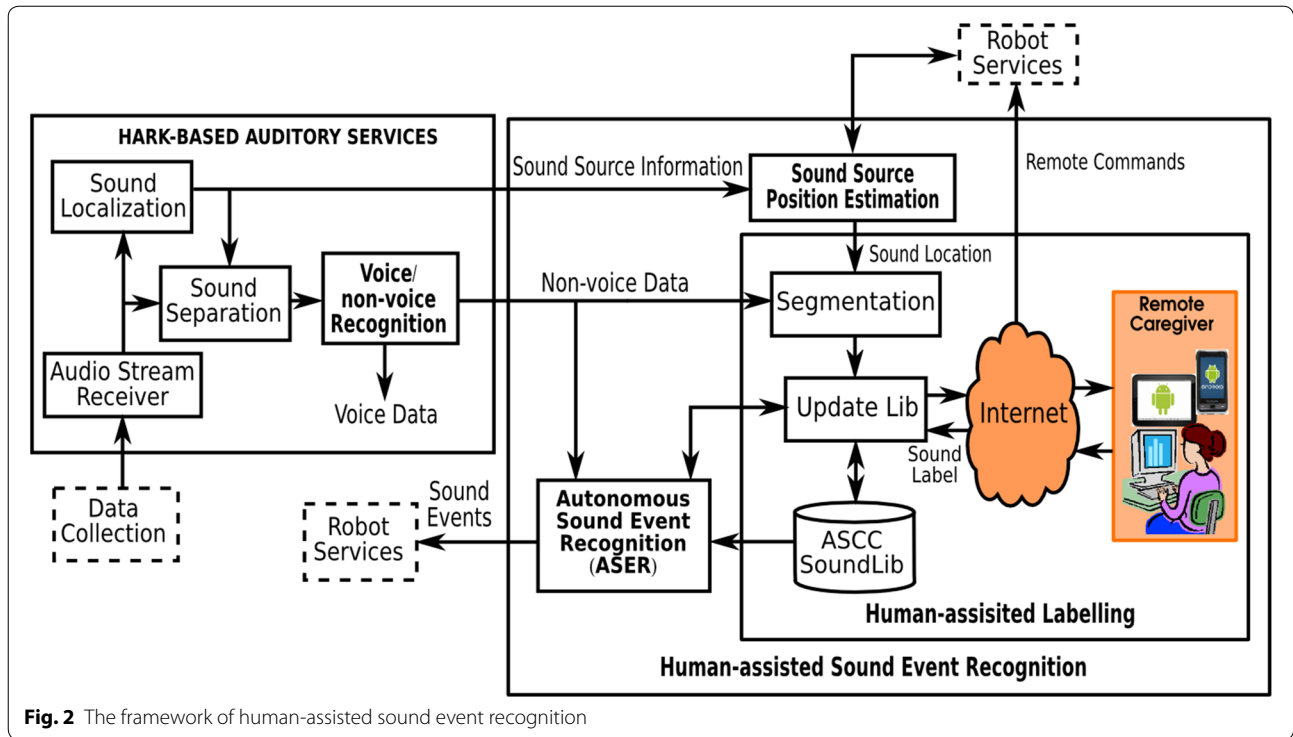 Robot
Services
HARK-BASED AUDITORY SERVICES
Sound
Localization
Sound Source Information
Sound Source
Position Estimation
Remote Commands
Sound Location
Sound
Separation
Voice/
non-voice
Recognition
Non-voice Data
Segmentation
Remote
Caregiver
Audio Stream
Receiver
Voice Data
Update Lib
Internet
Sound
Label
Data
Collection
Robot
Services
Sound
Events
Autonomous
Sound Event
Recognition
(ASER)
ASCC
SoundLib
Human-assisited Labelling
Human-assisted Sound Event Recognition
Fig. 2 The framework of human-assisted sound event recognition